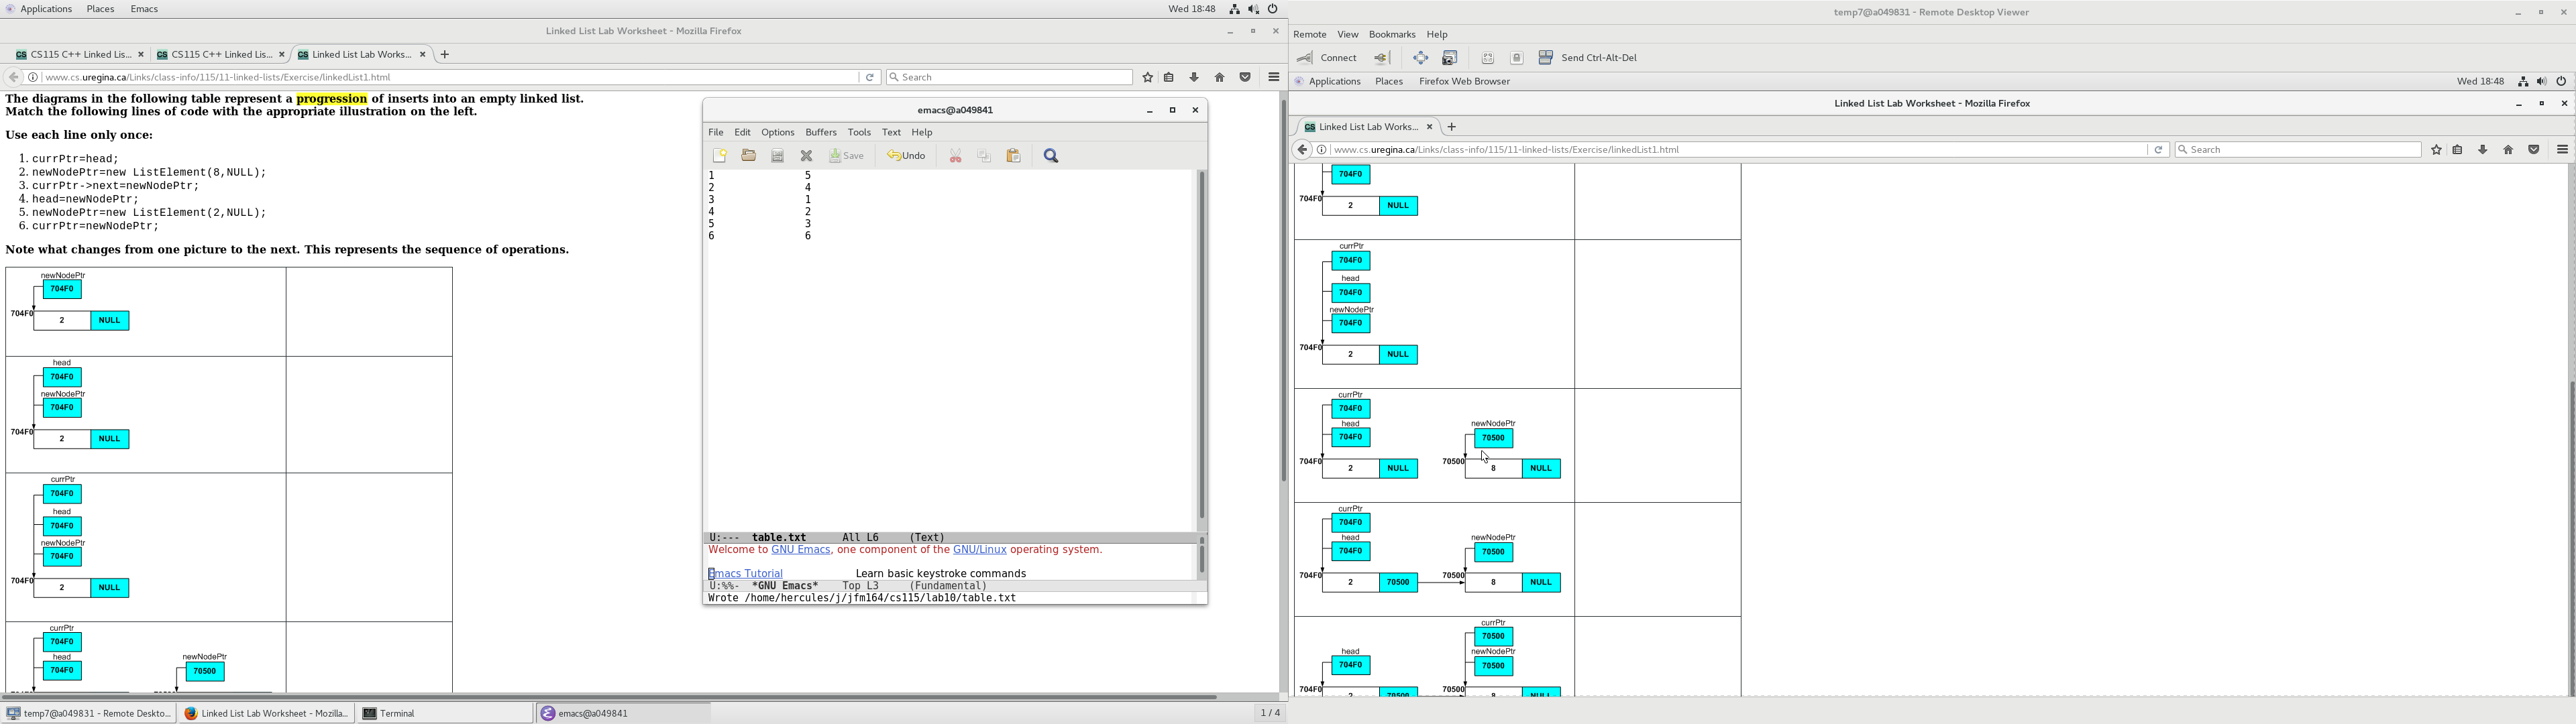 Applications Places Emacs Wed 18:48
Linked List Lab Worksheet - Mozilla Firefox
CS115 C++ Linked Lis... CS115 C++ Linked Lis... Linked List Lab Works...
www.cs.uregina.ca/Links/class-info/115/11-linked-lists/Exercise/linkedList1.html Search
The diagrams in the following table represent a progression of inserts into an empty linked list.
Match the following lines of code with the appropriate illustration on the left.
Use each line only once:
1. currPtr=head;
2. newNodePtr=new ListElement(8,NULL);
3. currPtr->next=newNodePtr;
4. head=newNodePtr;
5. newNodePtr=new ListElement(2,NULL);
6. currPtr=newNodePtr;
Note what changes from one picture to the next. This represents the sequence of operations.
newNodePtr
704F0
704F0 2 NULL
head
704F0
newNodePtr
704F0
704F0 2 NULL
currPtr
704F0
head
704F0
newNodePtr
704F0
704F0 2 NULL
currPtr
704F0
head newNodePtr
704F0 70500
emacs@a049841
File Edit Options Buffers Tools Text Help
Save Undo
1 5
2 4
3 1
4 2
5 3
6 6
U:--- table.txt All L6 (Text)
Welcome to GNU Emacs, one component of the GNU/Linux operating system.
Emacs Tutorial Learn basic keystroke commands
U:%%- *GNU Emacs* Top L3 (Fundamental)
Wrote /home/hercules/j/jfm164/cs115/lab10/table.txt
temp7@a049831 - Remote Deskto... Linked List Lab Worksheet - Mozilla... Terminal emacs@a049841 1 / 4
temp7@a049831 - Remote Desktop Viewer
Remote View Bookmarks Help
Connect Send Ctrl-Alt-Del
Applications Places Firefox Web Browser Wed 18:48
Linked List Lab Worksheet - Mozilla Firefox
Linked List Lab Works...
www.cs.uregina.ca/Links/class-info/115/11-linked-lists/Exercise/linkedList1.html Search
704F0
704F0 2 NULL
currPtr
704F0
head
704F0
newNodePtr
704F0
704F0 2 NULL
currPtr
704F0
head newNodePtr
704F0 70500
704F0 2 NULL 70500 8 NULL
currPtr
704F0
head newNodePtr
704F0 70500
704F0 2 70500 70500 8 NULL
currPtr
70500
head newNodePtr
704F0 70500
704F0 2 70500 70500 8 NULL